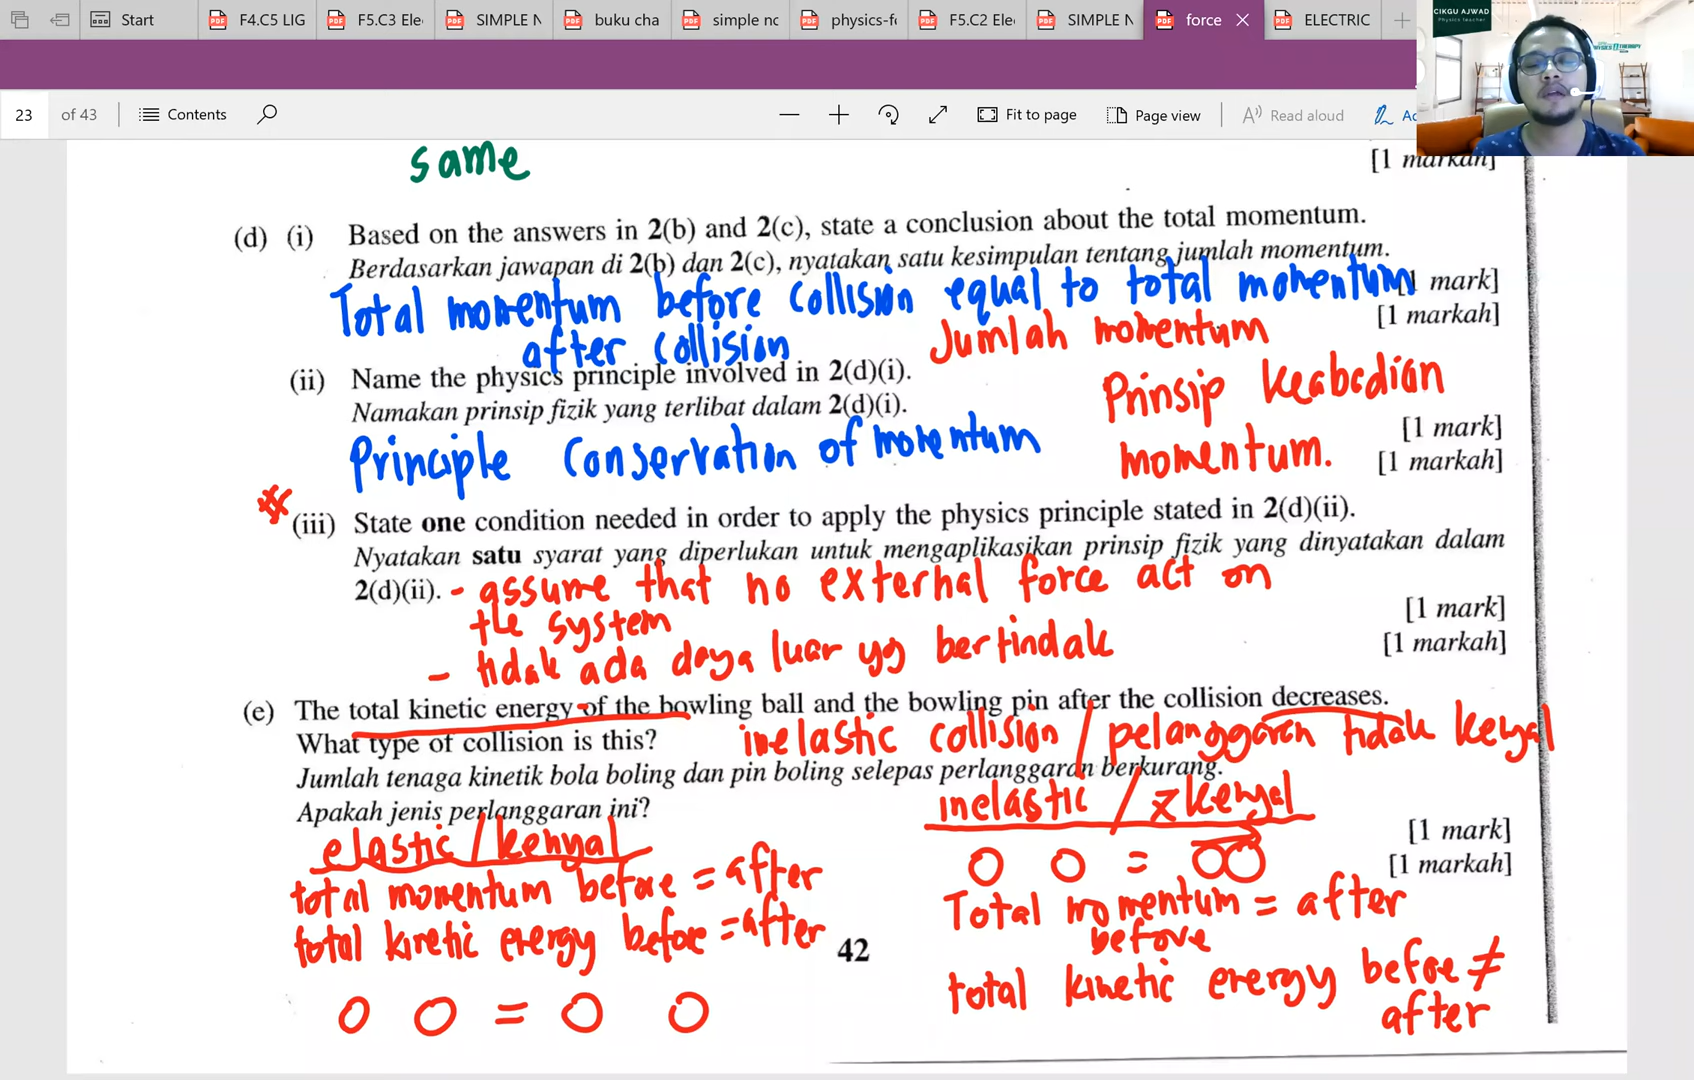 Start
F4.C5 LIG
F5.C3 Ele
SIMPLE N
buku cha
simple nc
physics-fe
F5.C2 Ele
SIMPLE N
force
ELECTRIC
CIKGU AJWAD
Physics teacher
23 of 43
Contents
Fit to page
Page view
Read aloud
same
[1 markah]
(d) (i) Based on the answers in 2(b) and 2(c), state a conclusion about the total momentum.
Berdasarkan jawapan di 2(b) dan 2(c), nyatakan satu kesimpulan tentang jumlah momentum.
Total momentum before collision equal to total momentum
mark]
after collision
Jumlah momentum
[1 markah]
(ii) Name the physics principle involved in 2(d)(i).
Namakan prinsip fizik yang terlibat dalam 2(d)(i).
Prinsip keabadian
momentum.
Principle Conservation of momentum
[1 mark]
[1 markah]
(iii) State one condition needed in order to apply the physics principle stated in 2(d)(ii).
Nyatakan satu syarat yang diperlukan untuk mengaplikasikan prinsip fizik yang dinyatakan dalam
2(d)(ii).
- assume that no external force act on
the system
- tidak ada daya luar yg bertindak
[1 mark]
[1 markah]
(e) The total kinetic energy of the bowling ball and the bowling pin after the collision decreases.
What type of collision is this?
inelastic collision / pelanggaran tidak kenyal
Jumlah tenaga kinetik bola boling dan pin boling selepas perlanggaran berkurang.
Apakah jenis perlanggaran ini?
[1 mark]
[1 markah]
elastic / kenyal
total momentum before = after
total kinetic energy before = after
O O = O O
inelastic / x kenyal
O O = OO
Total momentum = after
before
total kinetic energy before ≠
after
42